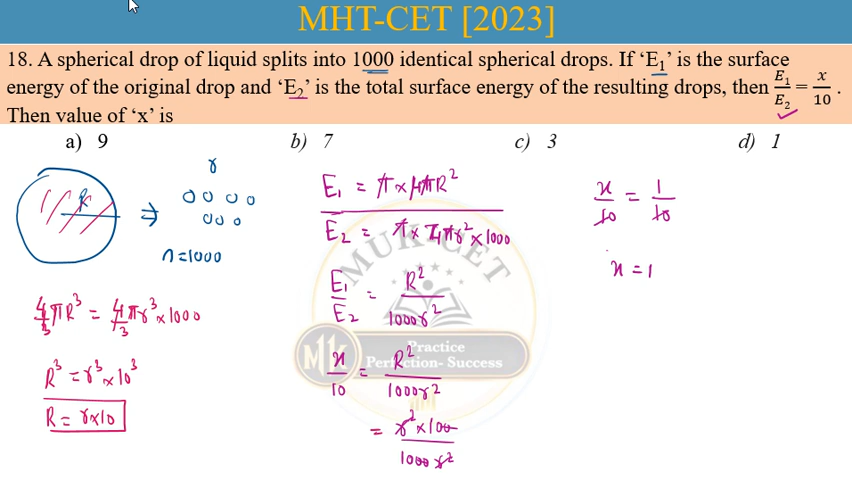 MHT-CET [2023]
18. A spherical drop of liquid splits into 1000 identical spherical drops. If ‘E₁’ is the surface
energy of the original drop and ‘E₂’ is the total surface energy of the resulting drops, then E₁/E₂ = x/10 .
Then value of ‘x’ is
a) 9 b) 7 c) 3 d) 1
R ⇒ r
n=1000
4/3 πR³ = 4/3 πr³ × 1000
R³ = r³ × 10³
R = r×10
E₁ = T × 4πR²
E₂ = T × 4πr² × 1000
E₁/E₂ = R²/1000r²
x/10 = R²/1000r²
= r² × 100/1000 r²
x/10 = 1/10
x = 1
MUK-CET
Mk
Practice
Perfection- Success